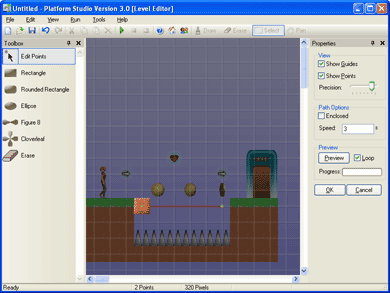 Untitled - Platform Studio Version 3.0 [Level Editor]
File Edit View Run Tools Help
Draw Erase Select Pan
Toolbox
Edit Points
Rectangle
Rounded Rectangle
Ellipse
Figure 8
Cloverleaf
Erase
Properties
View
Show Guides
Show Points
Precision:
Path Options
Enclosed
Speed: 3
Preview
Preview Loop
Progress:
OK Cancel
Ready 2 Points 320 Pixels